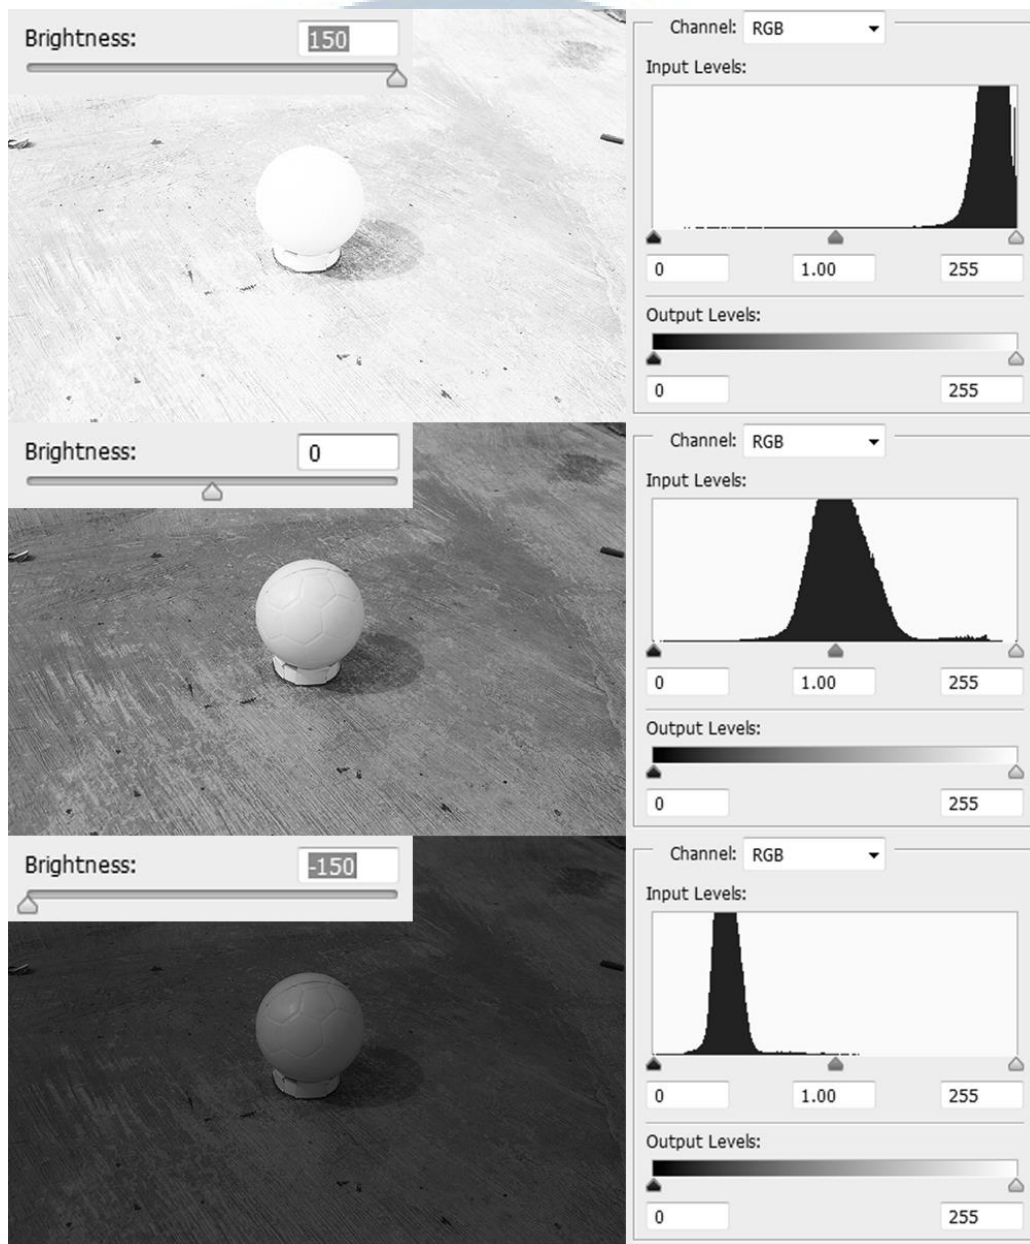 Brightness: 150
Channel: RGB
Input Levels:
0 1.00 255
Output Levels:
0 255
Brightness: 0
Channel: RGB
Input Levels:
0 1.00 255
Output Levels:
0 255
Brightness: -150
Channel: RGB
Input Levels:
0 1.00 255
Output Levels:
0 255